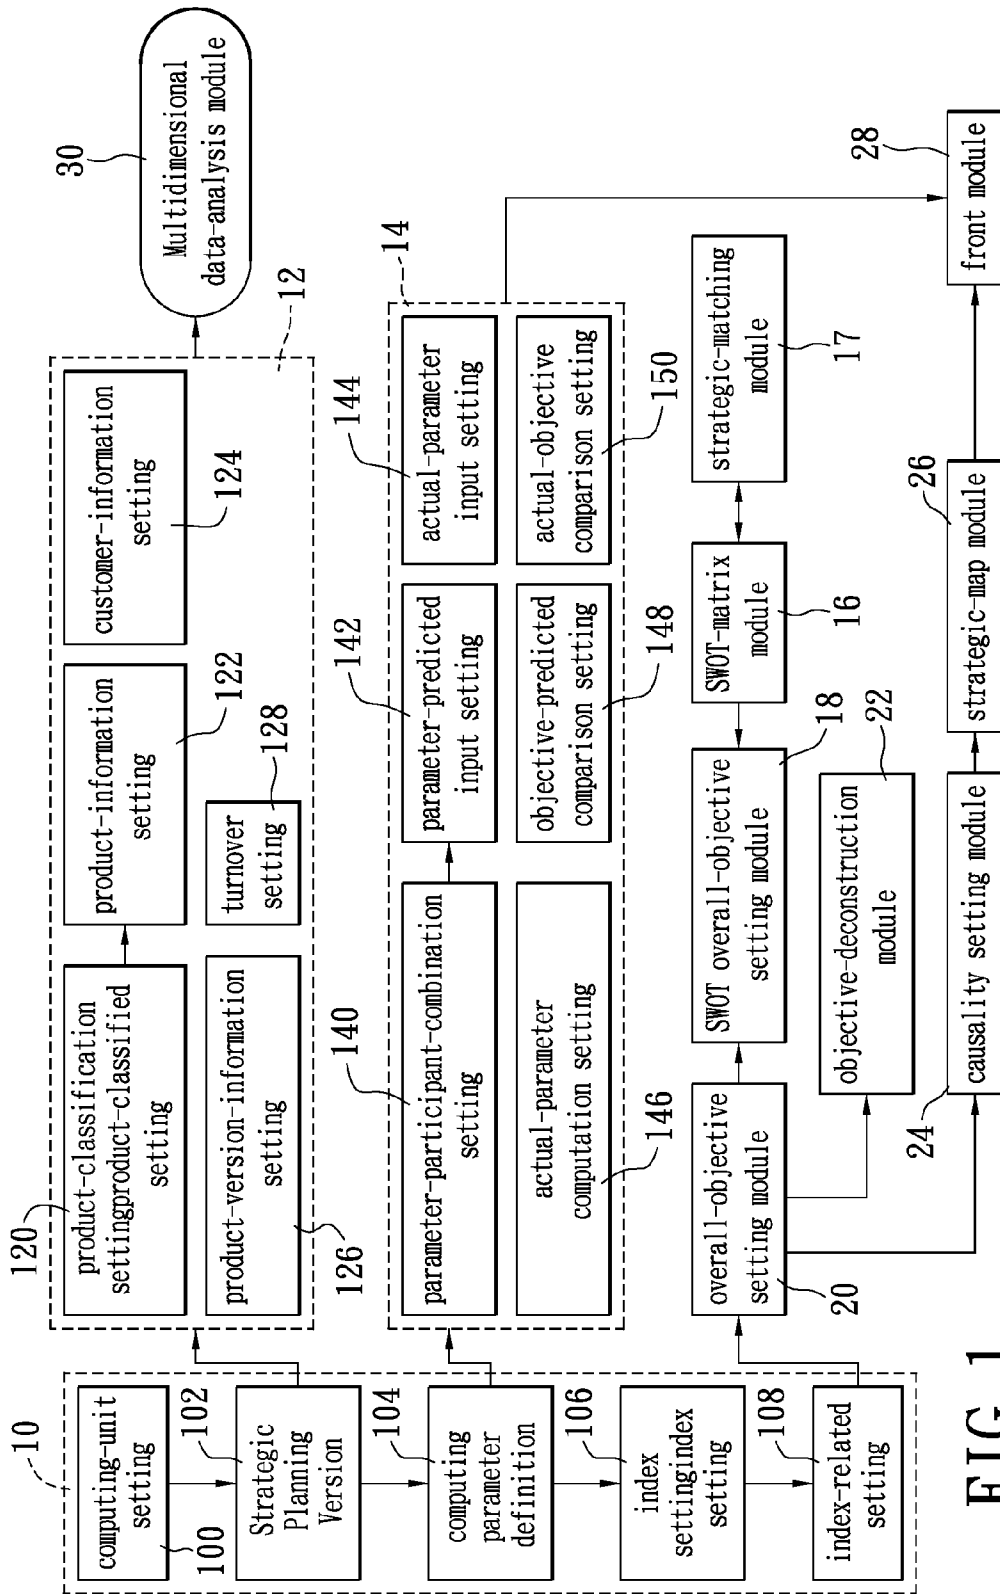 10
computing-unit
setting
100
102
Strategic
Planning
Version
104
computing
parameter
definition
106
index
settingindex
setting
108
index-related
setting
120
product-classification
settingproduct-classified
setting
product-information
setting
122
customer-information
setting
124
product-version-information
setting
126
turnover
setting
128
12
30
Multidimensional
data-analysis module
14
140
parameter-participant-combination
setting
142
parameter-predicted
input setting
144
actual-parameter
input setting
actual-parameter
computation setting
146
objective-predicted
comparison setting
148
actual-objective
comparison setting
150
overall-objective
setting module
20
SWOT overall-objective
setting module
18
SWOT-matrix
module
16
strategic-matching
module
17
objective-deconstruction
module
22
24
causality setting module
26
strategic-map module
28
front module
FIG. 1